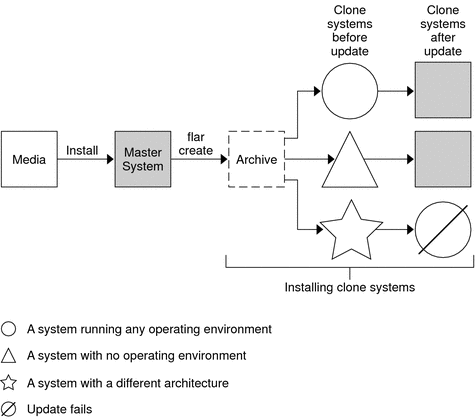 Clone
systems
before
update
Clone
systems
after
update
Media
Install
Master
System
flar
create
Archive
Installing clone systems
A system running any operating environment
A system with no operating environment
A system with a different architecture
Update fails